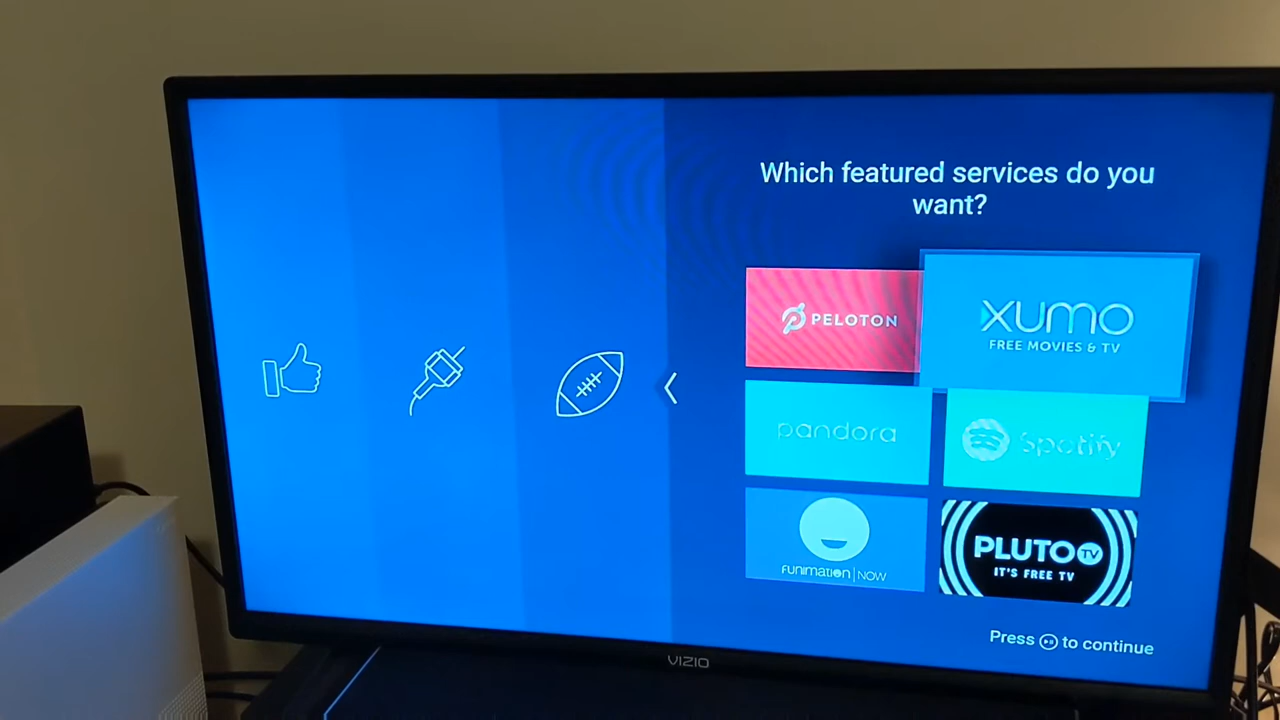 Which featured services do you
want?
PELOTON
xumo
FREE MOVIES & TV
pandora
Spotify
FUNIMATION | NOW
PLUTO TV
IT'S FREE TV
Press to continue
VIZIO